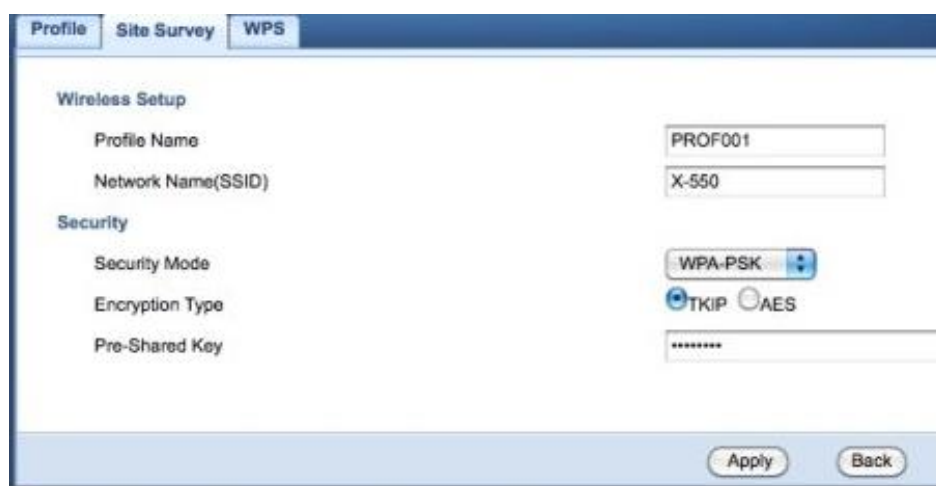 Profile Site Survey WPS
Wireless Setup
Profile Name PROF001
Network Name(SSID) X-550
Security
Security Mode WPA-PSK
Encryption Type TKIP AES
Pre-Shared Key ••••••••
Apply Back